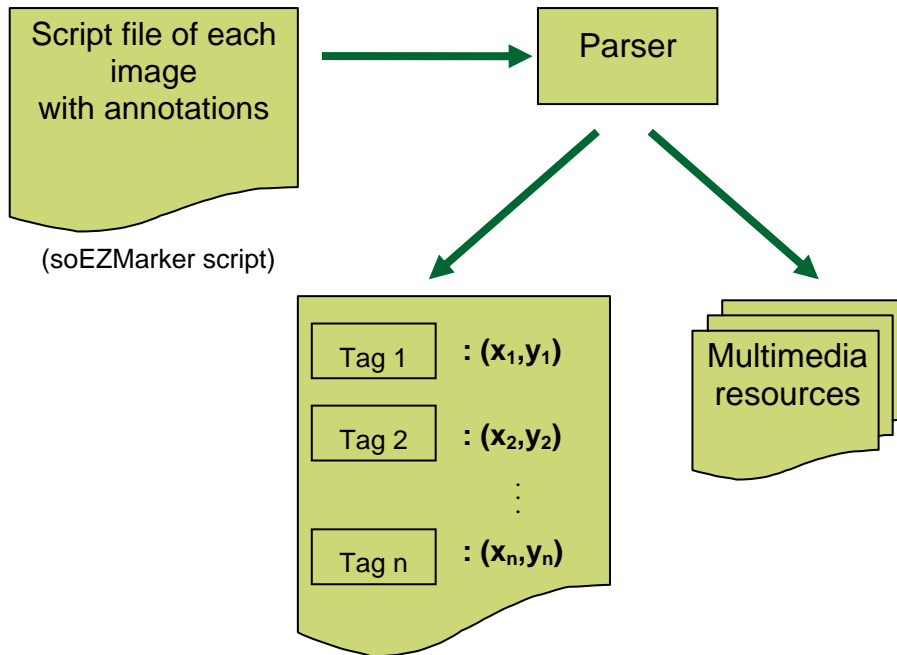 Script file of each
image
with annotations
Parser
(soEZMarker script)
Tag 1 : (x₁,y₁)
Tag 2 : (x₂,y₂)
⋮
Tag n : (xₙ,yₙ)
Multimedia
resources